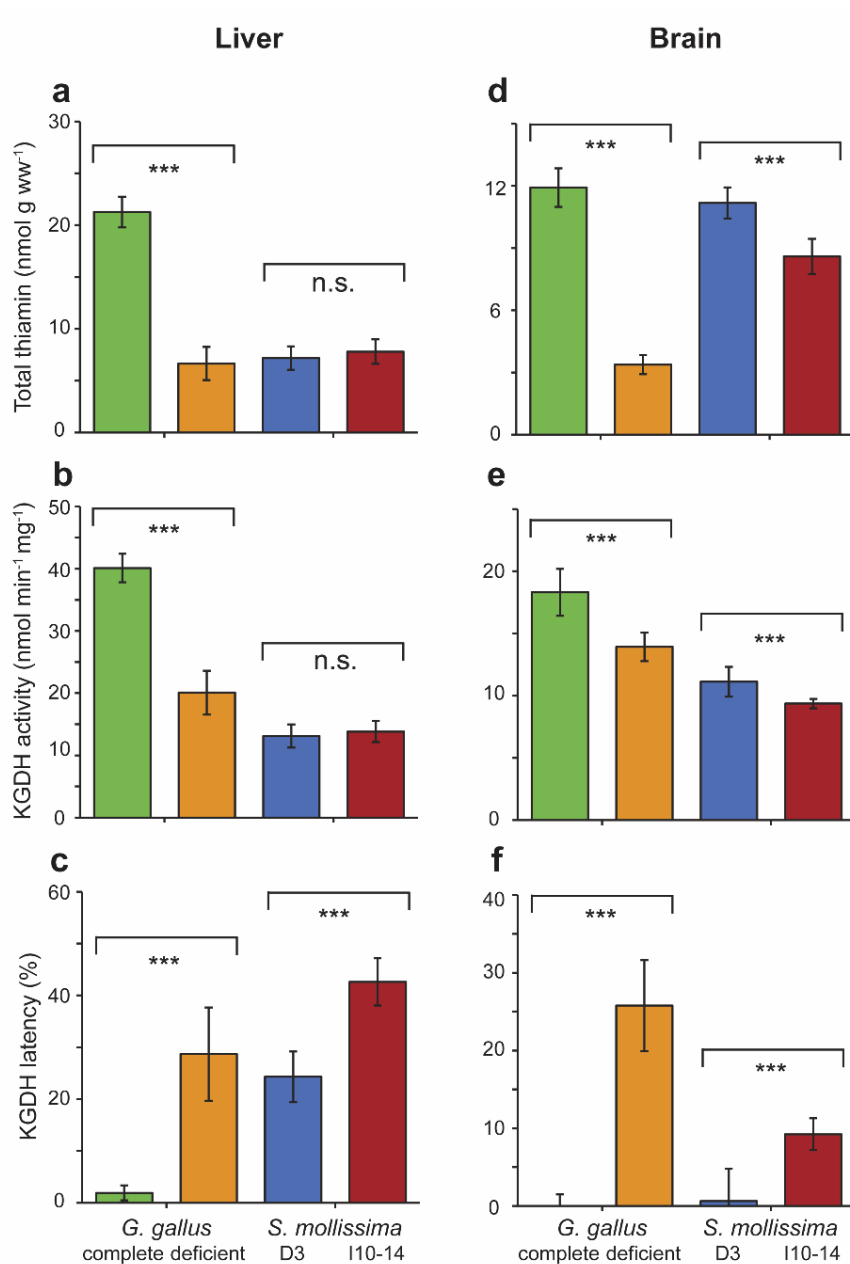 Liver
Brain
a
d
Total thiamin (nmol g ww⁻¹)
30
20
10
0
***
n.s.
12
6
0
***
***
b
e
KGDH activity (nmol min⁻¹ mg⁻¹)
50
40
30
20
10
0
***
n.s.
20
10
0
***
***
c
f
KGDH latency (%)
60
40
20
0
***
***
40
30
20
10
0
***
***
G. gallus S. mollissima
complete deficient D3 I10-14
G. gallus S. mollissima
complete deficient D3 I10-14